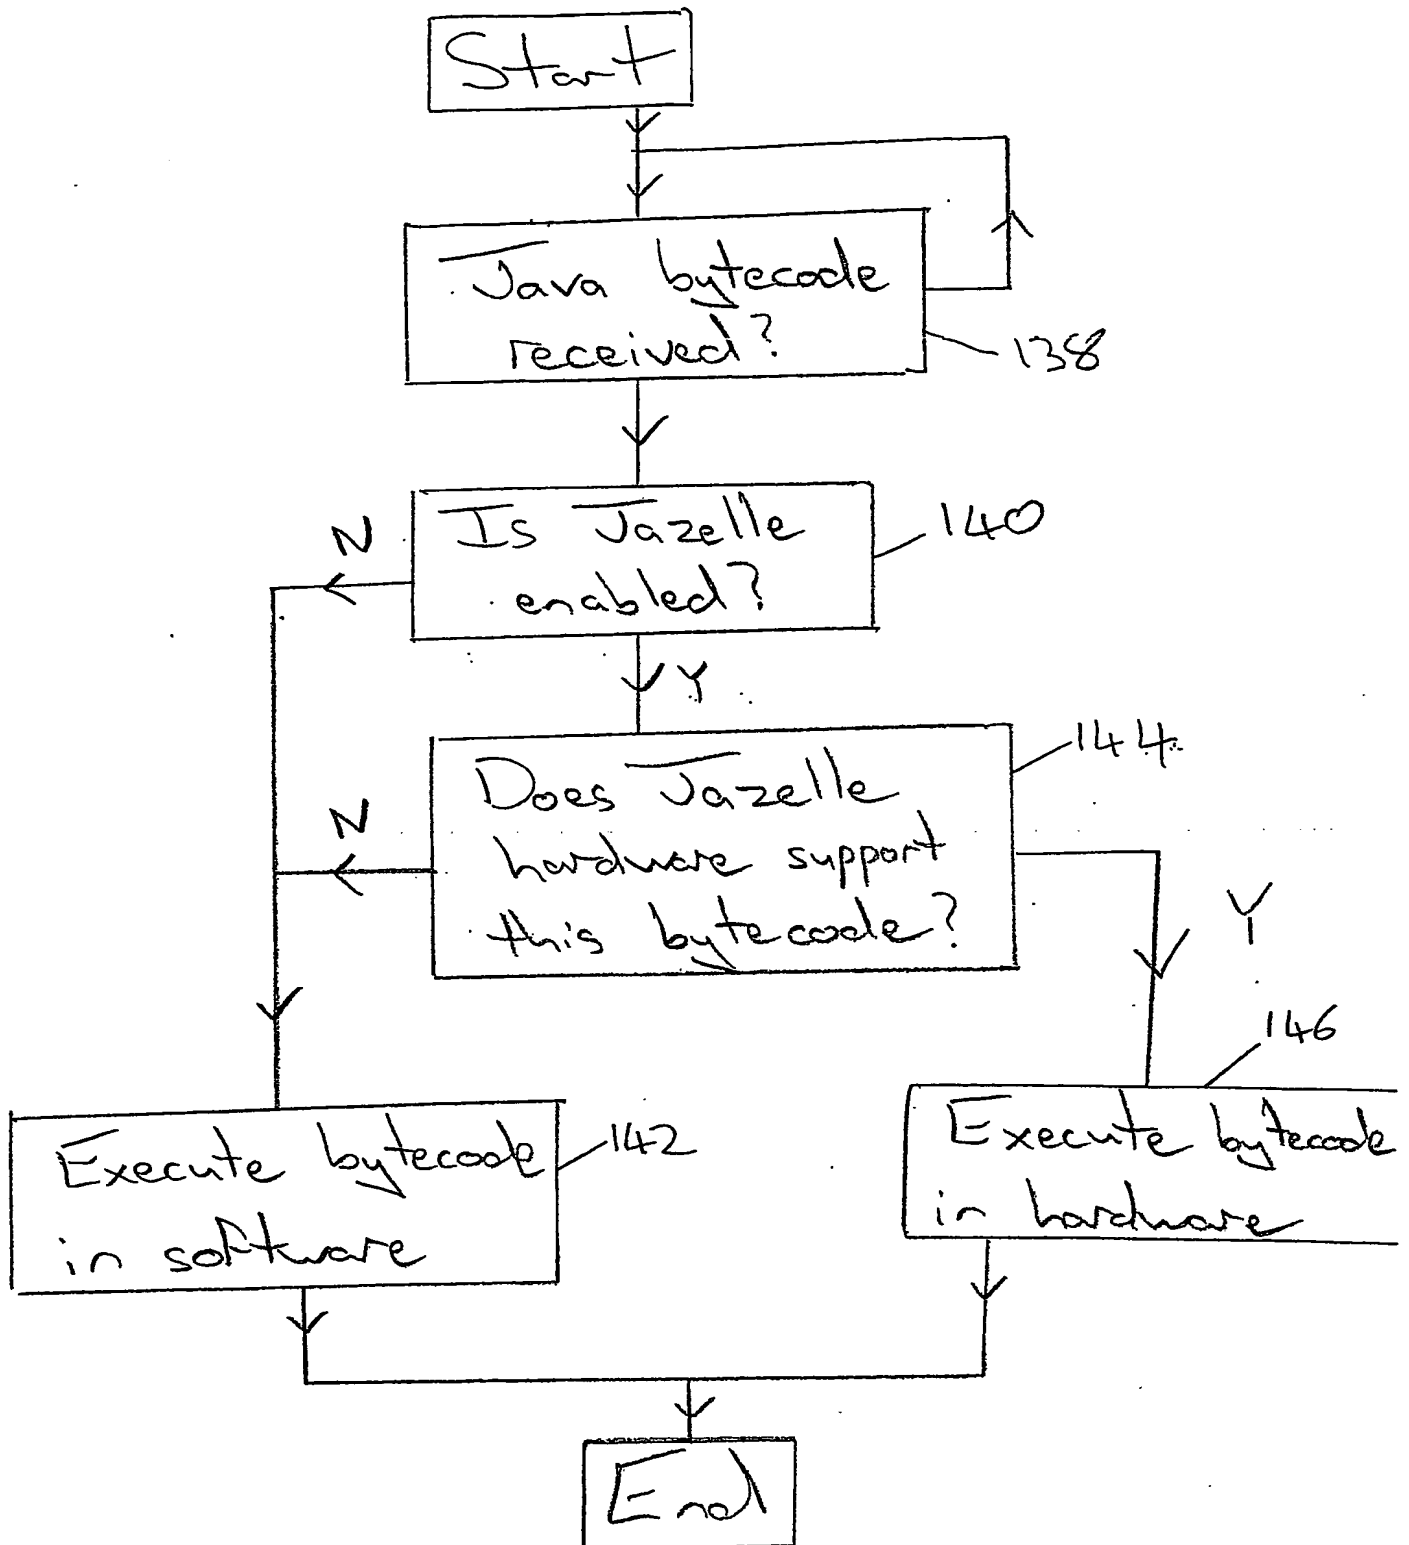 Start
Java bytecode
received?
138
Is Jazelle
enabled?
140
N
Y
Does Jazelle
hardware support
this bytecode?
144
N
Y
146
Execute bytecode
in software
142
Execute bytecode
in hardware
End